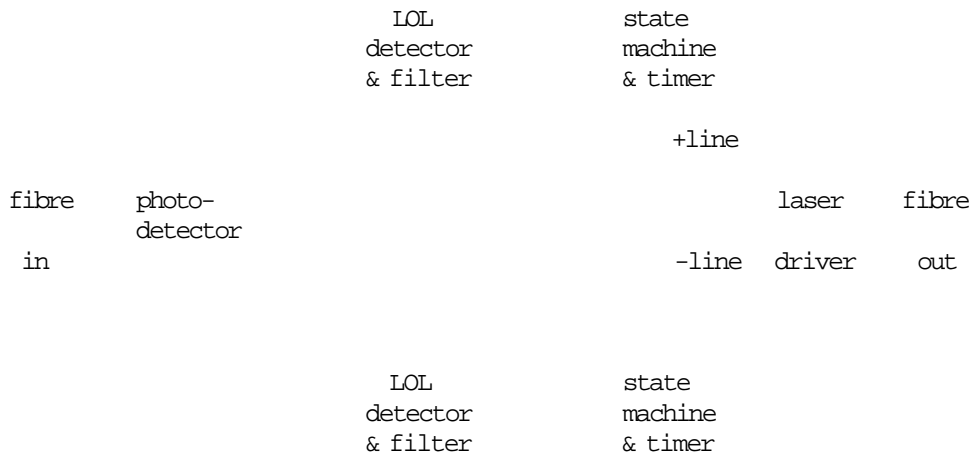 LOL state
detector machine
& filter & timer
+line
fibre photo- laser fibre
detector
in -line driver out
LOL state
detector machine
& filter & timer